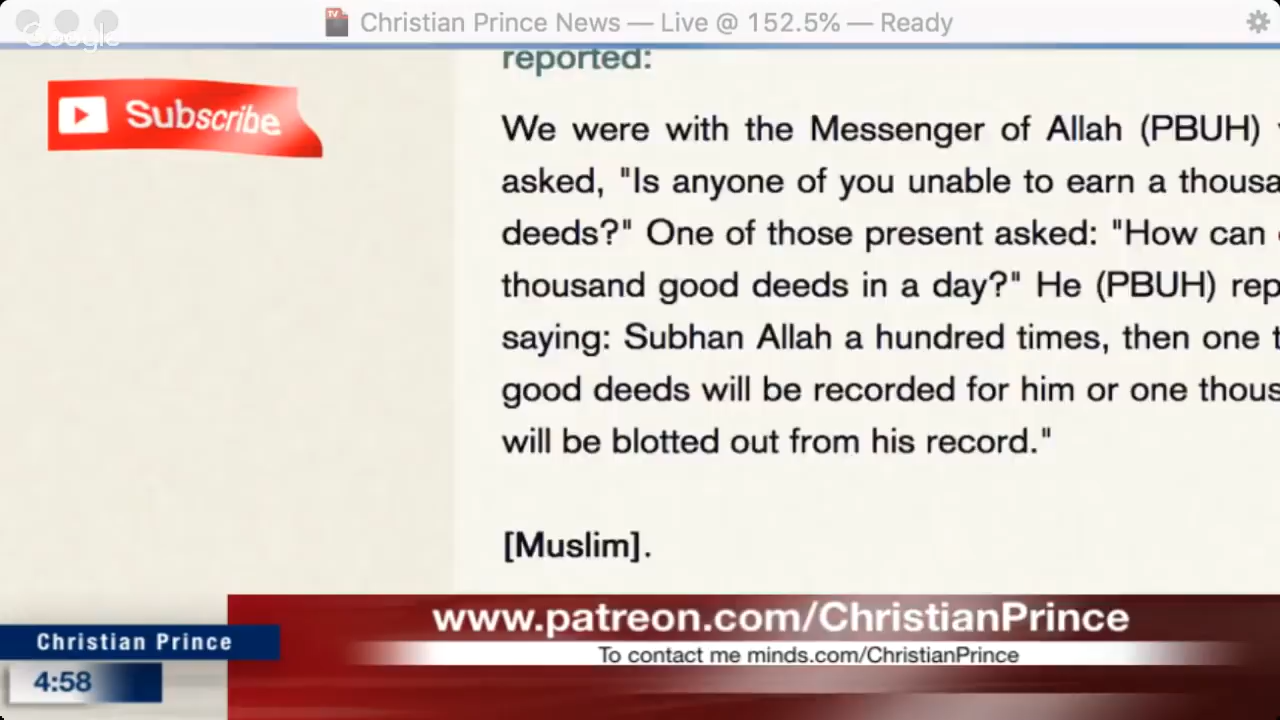 Christian Prince News — Live @ 152.5% — Ready
Google
reported:
Subscribe
We were with the Messenger of Allah (PBUH)
asked, "Is anyone of you unable to earn a thousa
deeds?" One of those present asked: "How can
thousand good deeds in a day?" He (PBUH) rep
saying: Subhan Allah a hundred times, then one t
good deeds will be recorded for him or one thous
will be blotted out from his record."
[Muslim].
www.patreon.com/ChristianPrince
To contact me minds.com/ChristianPrince
Christian Prince
4:58